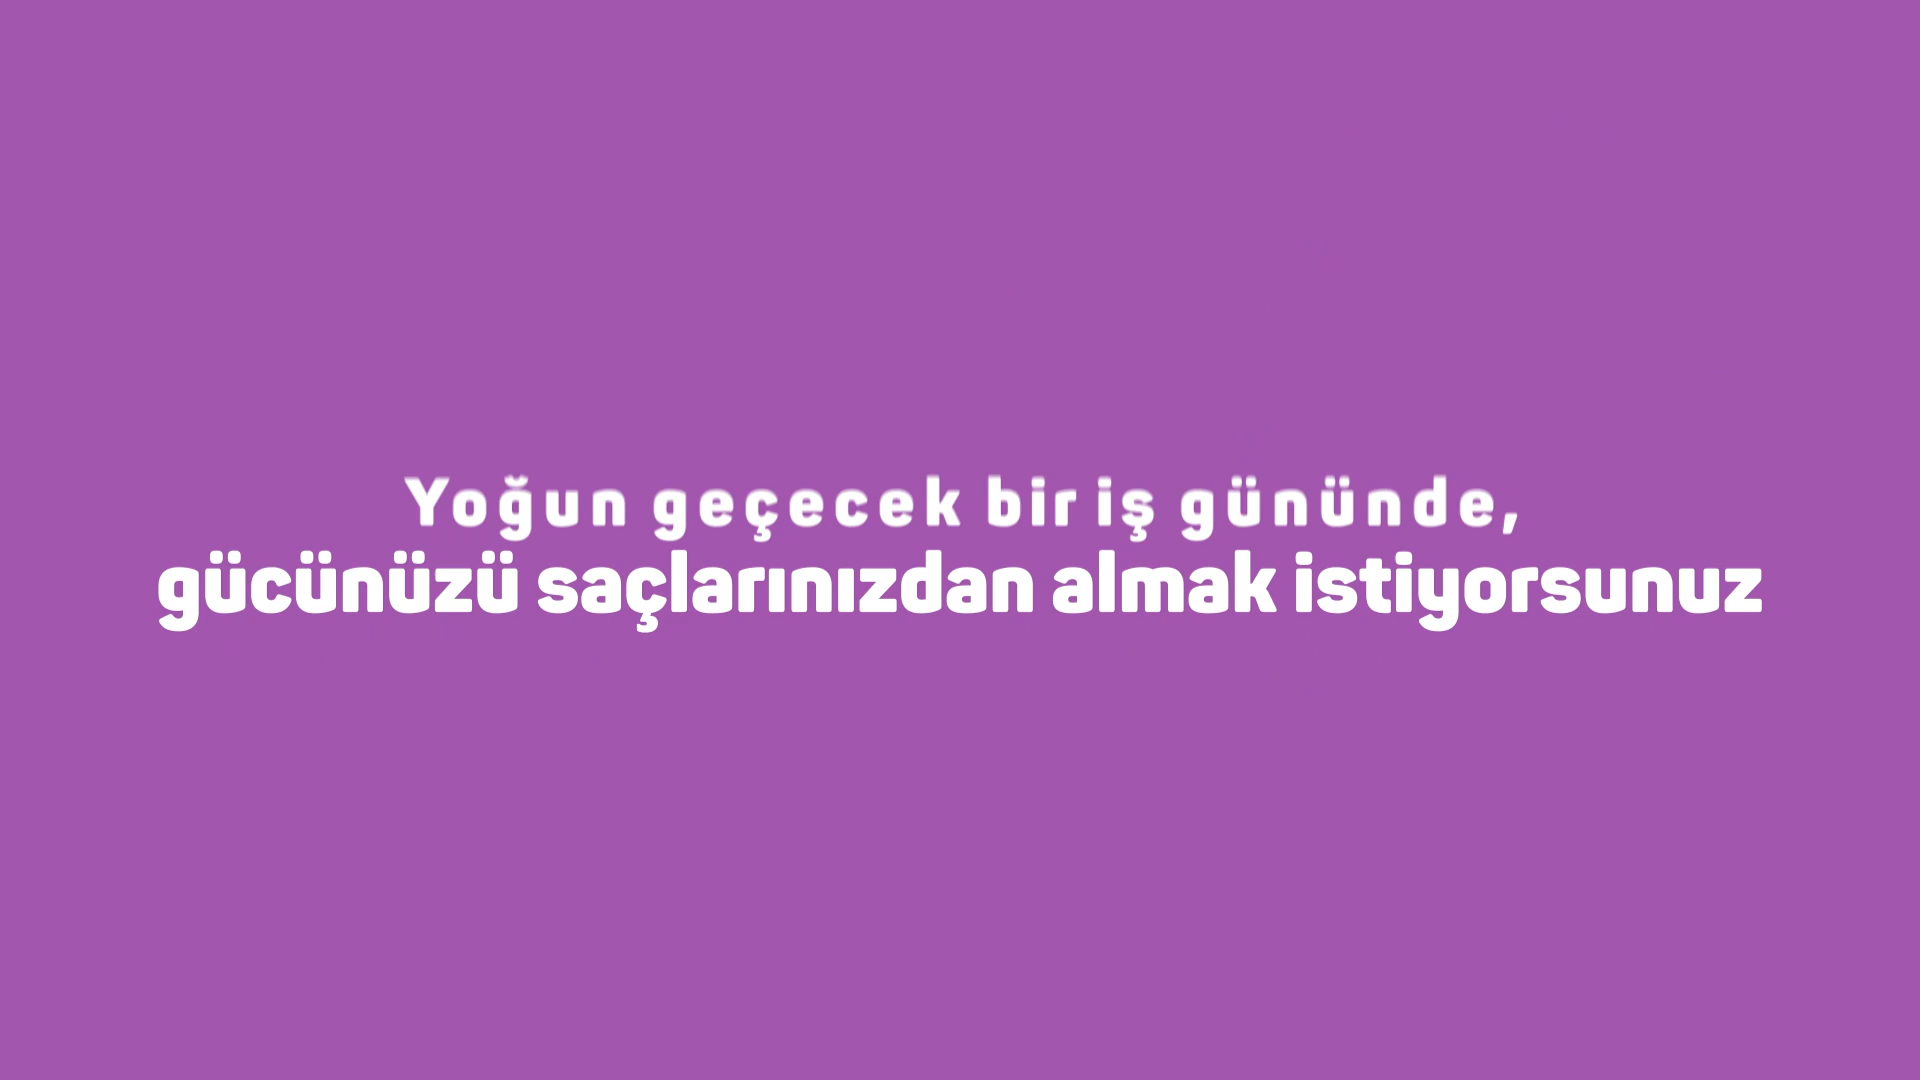 Yoğun geçecek bir iş gününde,
gücünüzü saçlarınızdan almak istiyorsunuz